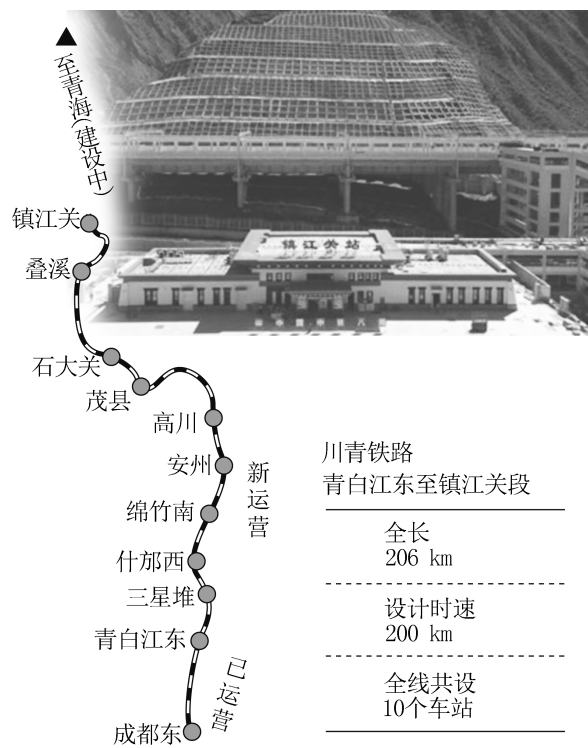 至青海(建设中)
镇江关站
镇江关
叠溪
石大关
茂县
高川
安州
新运营
绵竹南
什邡西
三星堆
青白江东
已运营
成都东
川青铁路
青白江东至镇江关段
全长
206 km
设计时速
200 km
全线共设
10个车站